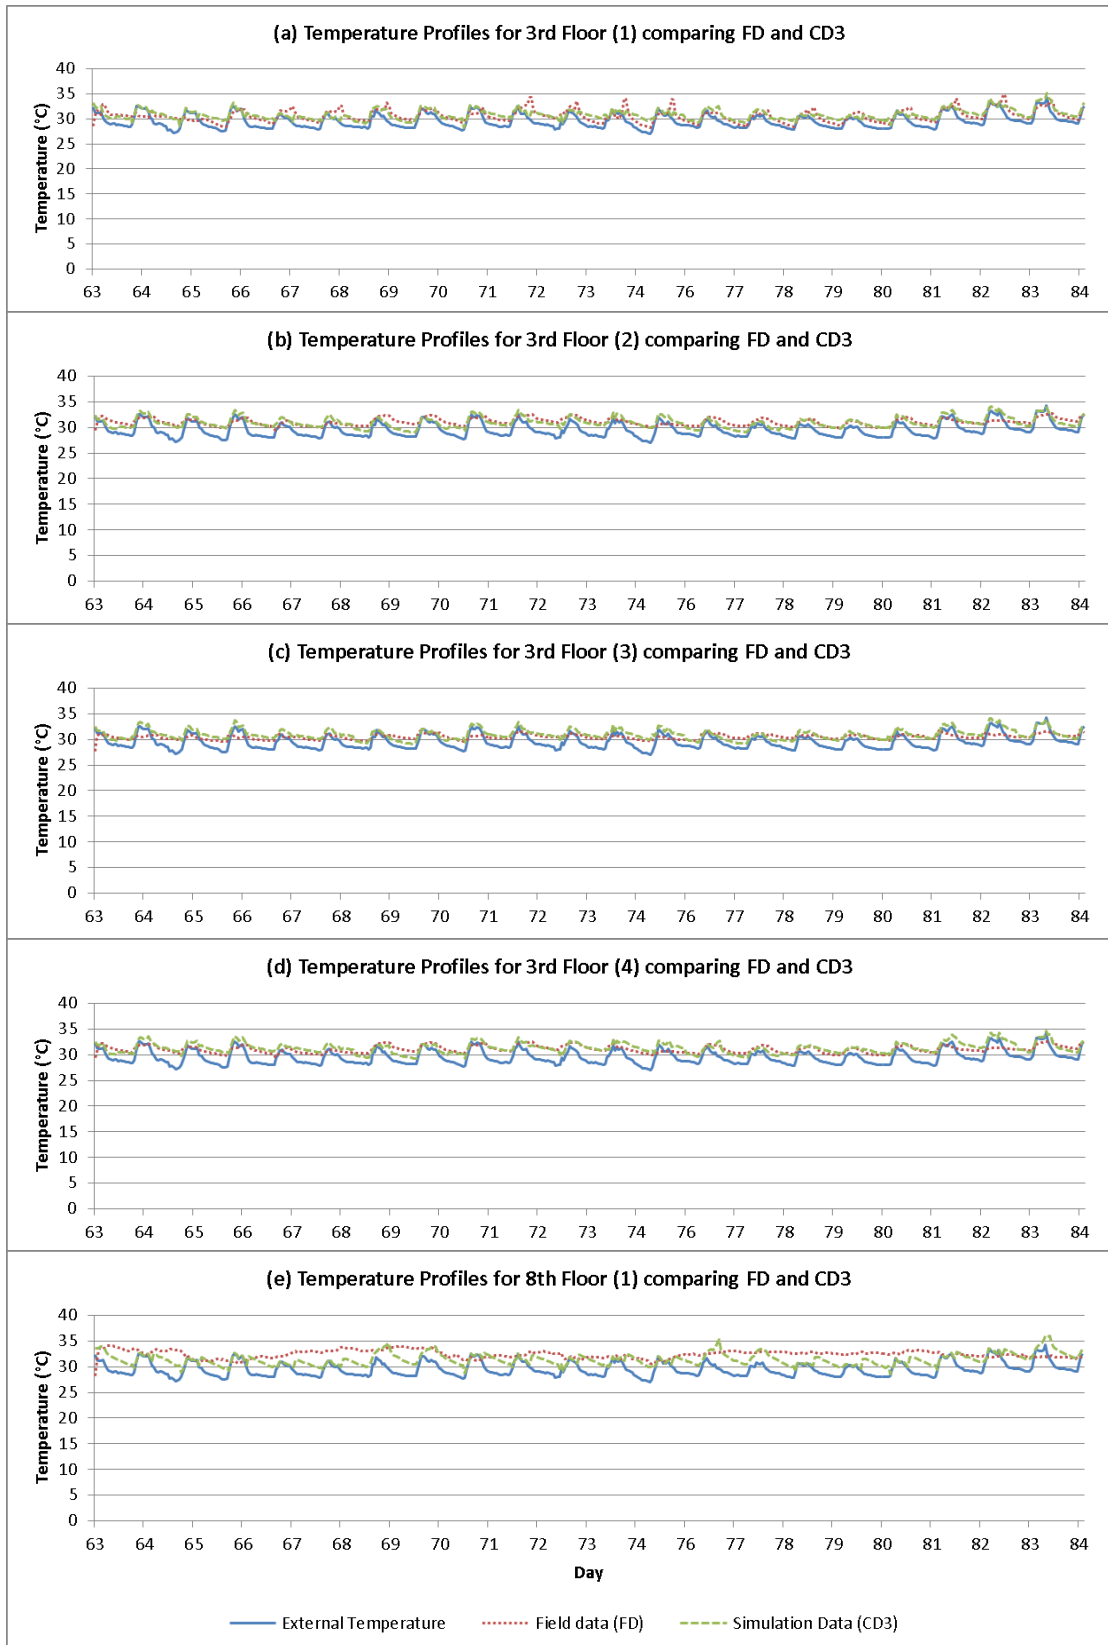 (a) Temperature Profiles for 3rd Floor (1) comparing FD and CD3
Temperature (°C)
40
35
30
25
20
15
10
5
0
63 64 65 66 67 68 69 70 71 72 73 74 75 76 77 78 79 80 81 82 83 84
(b) Temperature Profiles for 3rd Floor (2) comparing FD and CD3
Temperature (°C)
40
35
30
25
20
15
10
5
0
63 64 65 66 67 68 69 70 71 72 73 74 75 76 77 78 79 80 81 82 83 84
(c) Temperature Profiles for 3rd Floor (3) comparing FD and CD3
Temperature (°C)
40
35
30
25
20
15
10
5
0
63 64 65 66 67 68 69 70 71 72 73 74 75 76 77 78 79 80 81 82 83 84
(d) Temperature Profiles for 3rd Floor (4) comparing FD and CD3
Temperature (°C)
40
35
30
25
20
15
10
5
0
63 64 65 66 67 68 69 70 71 72 73 74 75 76 77 78 79 80 81 82 83 84
(e) Temperature Profiles for 8th Floor (1) comparing FD and CD3
Temperature (°C)
40
35
30
25
20
15
10
5
0
63 64 65 66 67 68 69 70 71 72 73 74 75 76 77 78 79 80 81 82 83 84
Day
External Temperature Field data (FD) Simulation Data (CD3)